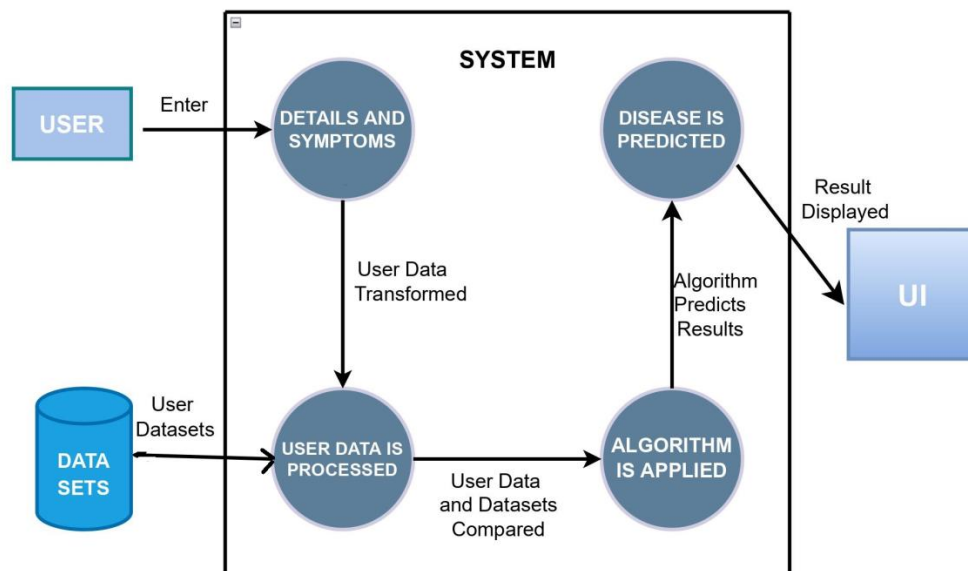 SYSTEM
USER
Enter
DETAILS AND
SYMPTOMS
DISEASE IS
PREDICTED
Result
Displayed
UI
User Data
Transformed
Algorithm
Predicts
Results
DATA
SETS
User
Datasets
USER DATA IS
PROCESSED
User Data
and Datasets
Compared
ALGORITHM
IS APPLIED